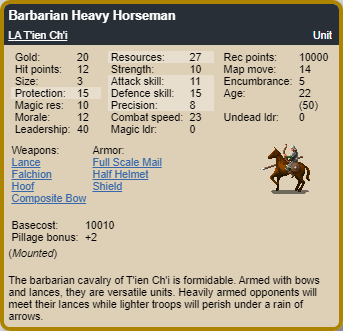 Barbarian Heavy Horseman
LA T'ien Ch'i Unit
Gold: 20 Resources: 27 Rec points: 10000
Hit points: 12 Strength: 10 Map move: 14
Size: 3 Attack skill: 11 Encumbrance: 5
Protection: 15 Defence skill: 15 Age: 22
Magic res: 10 Precision: 8 (50)
Morale: 12 Combat speed: 23 Undead ldr: 0
Leadership: 40 Magic ldr: 0
Weapons: Armor:
Lance Full Scale Mail
Falchion Half Helmet
Hoof Shield
Composite Bow
Basecost: 10010
Pillage bonus: +2
(Mounted)
The barbarian cavalry of T'ien Ch'i is formidable. Armed with bows
and lances, they are versatile units. Heavily armed opponents will
meet their lances while lighter troops will perish under a rain of
arrows.